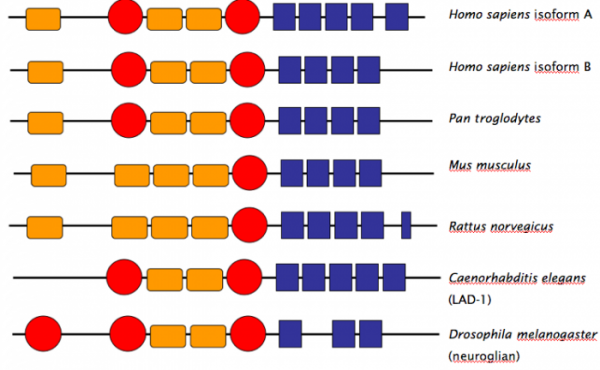 Homo sapiens isoform A
Homo sapiens isoform B
Pan troglodytes
Mus musculus
Rattus norvegicus
Caenorhabditis elegans
(LAD-1)
Drosophila melanogaster
(neuroglian)